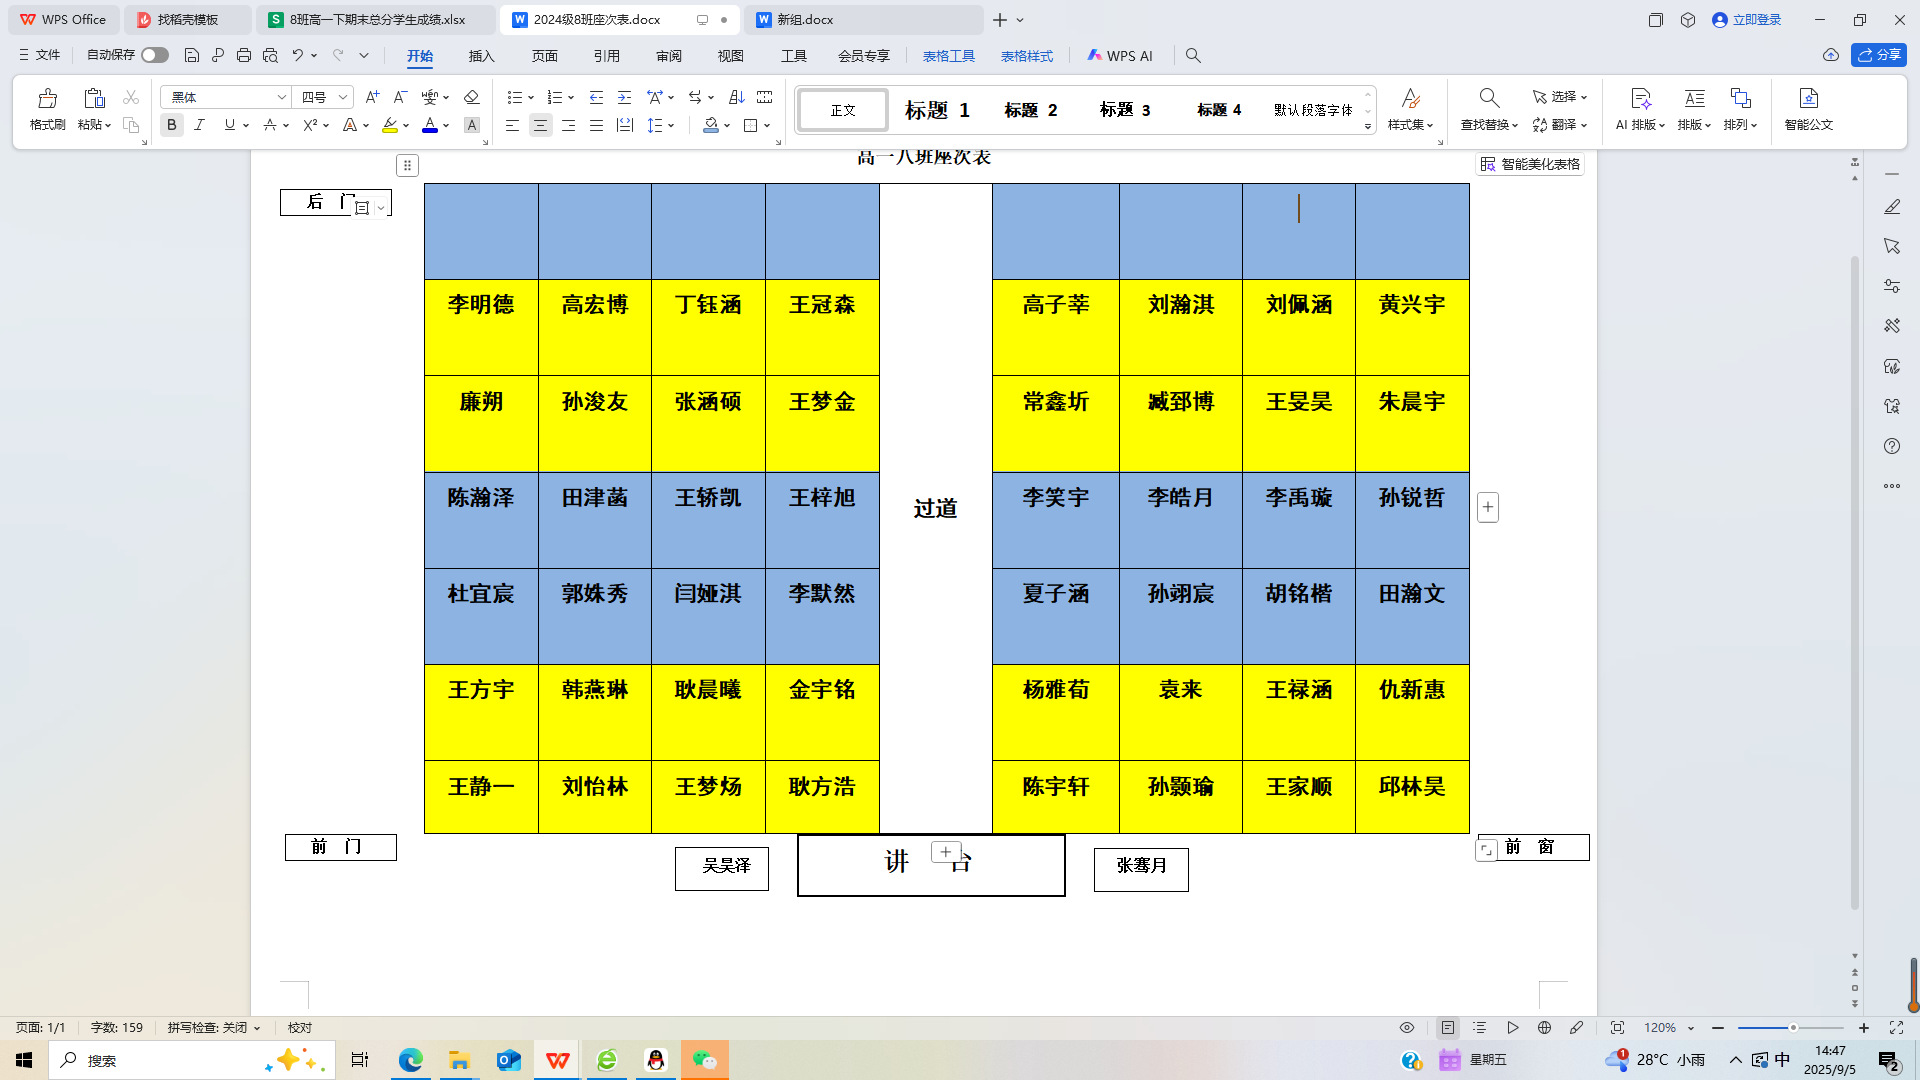 WPS Office
找稻壳模板
8班高一下期末总分学生成绩.xlsx
2024级8班座次表.docx
新组.docx
立即登录
文件
自动保存
开始
插入
页面
引用
审阅
视图
工具
会员专享
表格工具
表格样式
WPS AI
分享
格式刷
粘贴
黑体
四号
正文
标题 1
标题 2
标题 3
标题 4
默认段落字体
样式集
查找替换
选择
翻译
AI 排版
排版
排列
智能公文
高一八班座次表
智能美化表格
后 门
李明德 高宏博 丁钰涵 王冠森 高子莘 刘瀚淇 刘佩涵 黄兴宇
廉朔 孙浚友 张涵硕 王梦金 常鑫圻 臧郅博 王旻昊 朱晨宇
陈瀚泽 田津菡 王轿凯 王梓旭 过道 李笑宇 李皓月 李禹璇 孙锐哲
杜宜宸 郭姝秀 闫娅淇 李默然 夏子涵 孙翊宸 胡铭楷 田瀚文
王方宇 韩燕琳 耿晨曦 金宇铭 杨雅荀 袁来 王禄涵 仇新惠
王静一 刘怡林 王梦炀 耿方浩 陈宇轩 孙颢瑜 王家顺 邱林昊
前 门
吴昊泽
讲 台
张骞月
前 窗
页面: 1/1
字数: 159
拼写检查: 关闭
校对
120%
搜索
星期五
28°C 小雨
中
14:47
2025/9/5